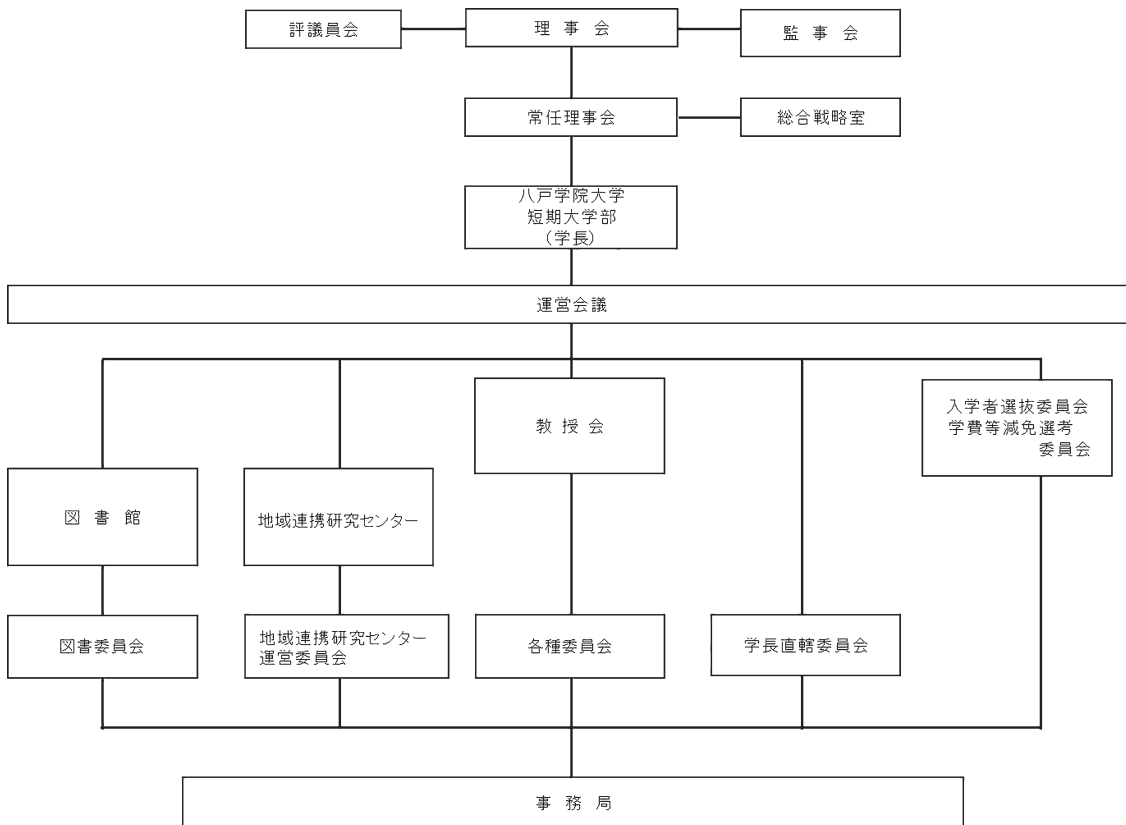 評議員会
理事会
監事会
常任理事会
総合戦略室
八戸学院大学
短期大学部
(学長)
運営会議
教授会
入学者選抜委員会
学費等減免選考
委員会
図書館
地域連携研究センター
図書委員会
地域連携研究センター
運営委員会
各種委員会
学長直轄委員会
事務局